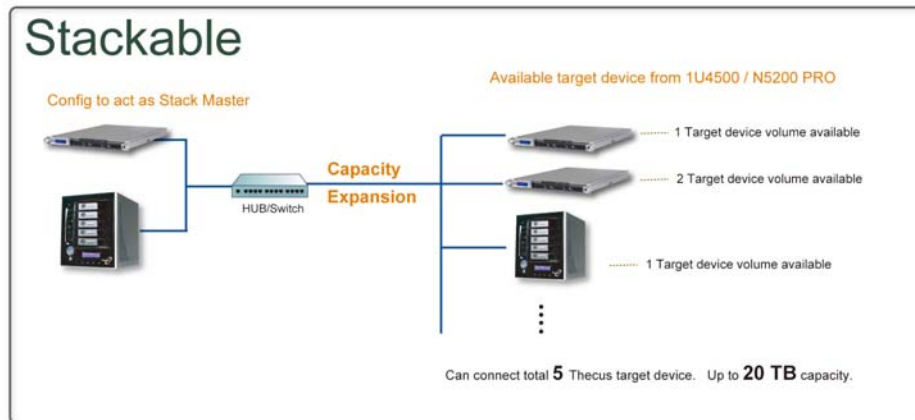 Stackable
Config to act as Stack Master
Available target device from 1U4500 / N5200 PRO
1 Target device volume available
2 Target device volume available
Capacity
Expansion
HUB/Switch
1 Target device volume available
Can connect total 5 Thecus target device. Up to 20 TB capacity.